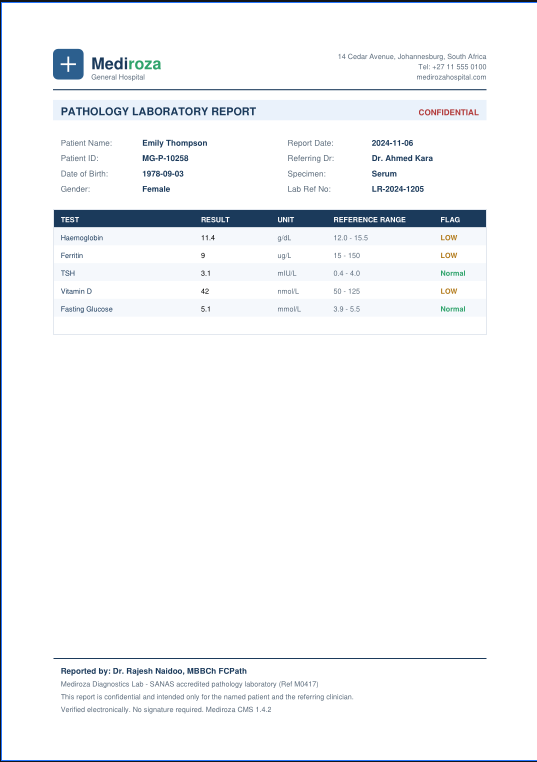 Mediroza
General Hospital
14 Cedar Avenue, Johannesburg, South Africa
Tel: +27 11 555 0100
medirozahospital.com
PATHOLOGY LABORATORY REPORT CONFIDENTIAL
Patient Name: Emily Thompson Report Date: 2024-11-06
Patient ID: MG-P-10258 Referring Dr: Dr. Ahmed Kara
Date of Birth: 1978-09-03 Specimen: Serum
Gender: Female Lab Ref No: LR-2024-1205
TEST RESULT UNIT REFERENCE RANGE FLAG
Haemoglobin 11.4 g/dL 12.0 - 15.5 LOW
Ferritin 9 ug/L 15 - 150 LOW
TSH 3.1 mIU/L 0.4 - 4.0 Normal
Vitamin D 42 nmol/L 50 - 125 LOW
Fasting Glucose 5.1 mmol/L 3.9 - 5.5 Normal
Reported by: Dr. Rajesh Naidoo, MBBCh FCPath
Mediroza Diagnostics Lab - SANAS accredited pathology laboratory (Ref M0417)
This report is confidential and intended only for the named patient and the referring clinician.
Verified electronically. No signature required. Mediroza CMS 1.4.2